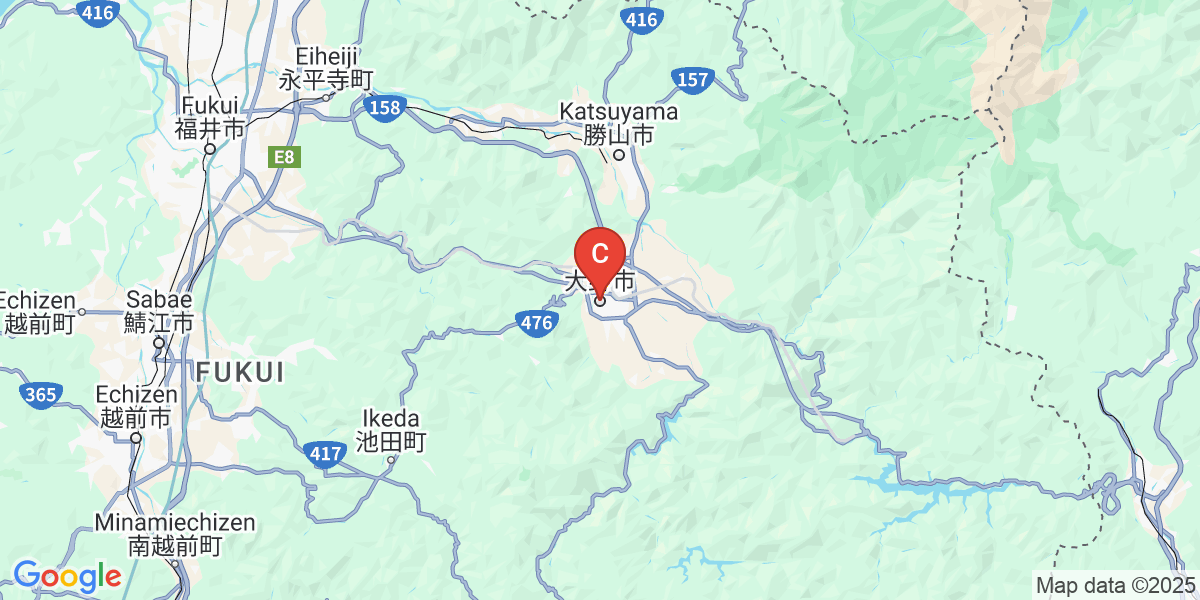 416
416
Eiheiji
永平寺町
157
158
Fukui
福井市
Katsuyama
勝山市
E8
C
市
476
Echizen
越前町
Sabae
鯖江市
FUKUI
365
Echizen
越前市
Ikeda
池田町
417
Minamiechizen
南越前町
Google
Map data ©2025